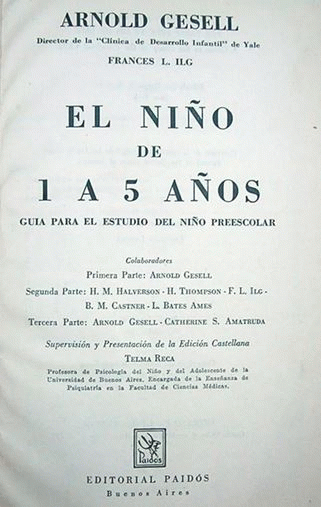 ARNOLD GESELL
Director de la "Clínica de Desarrollo Infantil" de Yale
FRANCES L. ILG
EL NIÑO
DE
1 A 5 AÑOS
GUIA PARA EL ESTUDIO DEL NIÑO PREESCOLAR
Colaboradores
Primera Parte: ARNOLD GESELL
Segunda Parte: H. M. HALVERSON - H. THOMPSON - F. L. ILG -
B. M. CASTNER - L. BATES AMES
Tercera Parte: ARNOLD GESELL - CATHERINE S. AMATRUDA
Supervisión y Presentación de la Edición Castellana
TELMA RECA
Profesora de Psicología del Niño y del Adolescente de la
Universidad de Buenos Aires, Encargada de la Enseñanza de
Psiquiatría en la Facultad de Ciencias Médicas.
Paidós
EDITORIAL PAIDÓS
Buenos Aires